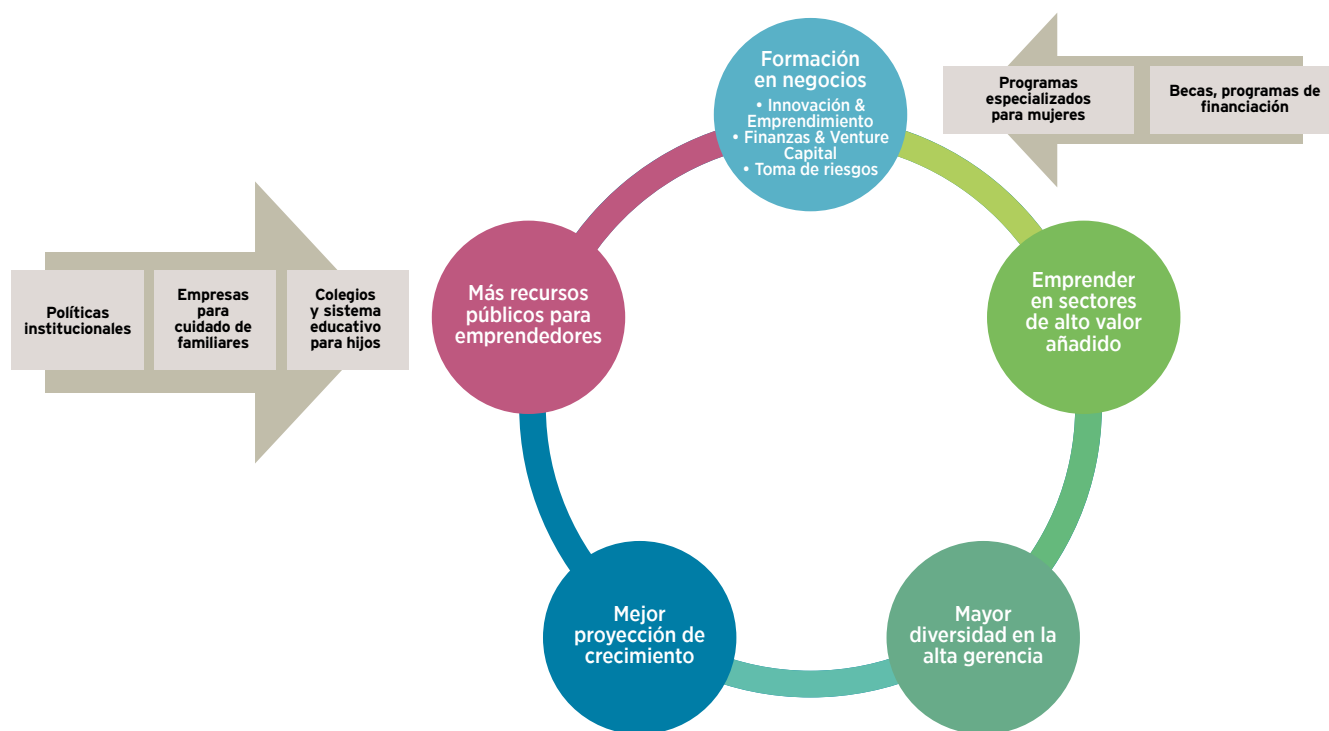 Formación
en negocios
• Innovación &
Emprendimiento
• Finanzas & Venture
Capital
• Toma de riesgos
Programas
especializados
para mujeres
Becas, programas de
financiación
Políticas
institucionales
Empresas
para
cuidado de
familiares
Colegios
y sistema
educativo
para hijos
Más recursos
públicos para
emprendedores
Emprender
en sectores
de alto valor
añadido
Mejor
proyección de
crecimiento
Mayor
diversidad en la
alta gerencia